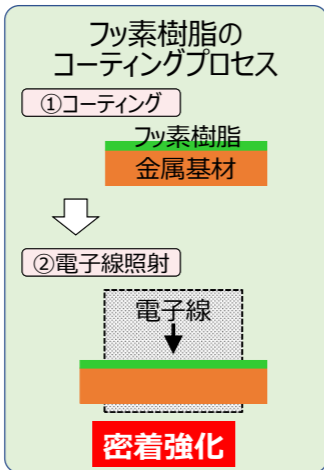 フッ素樹脂の
コーティングプロセス
①コーティング
フッ素樹脂
金属基材
②電子線照射
電子線
密着強化